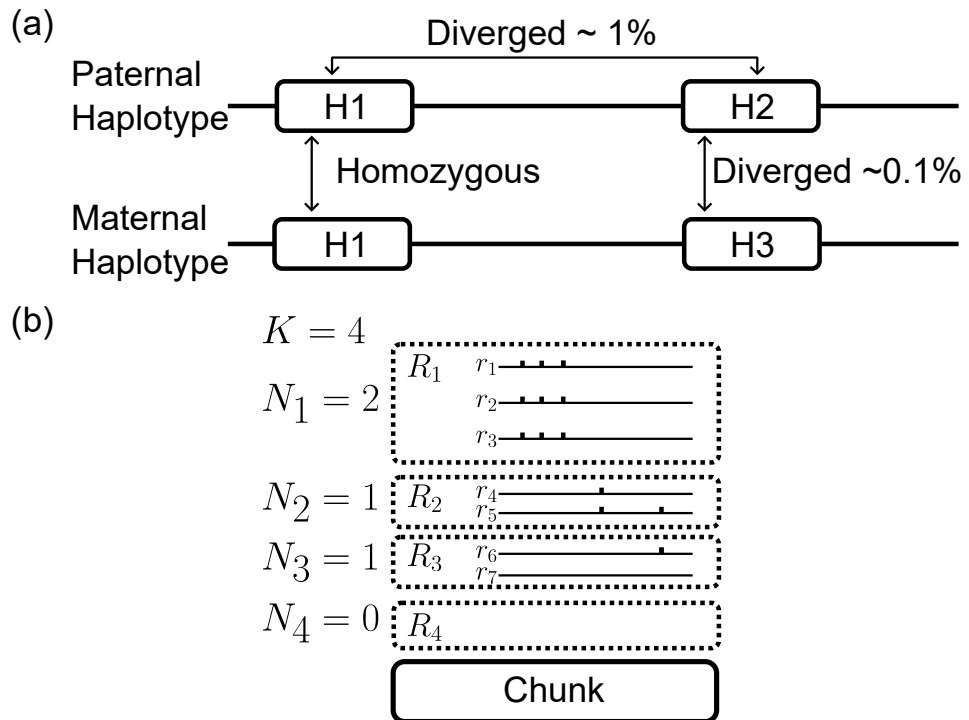 (a)
Diverged ~ 1%
Paternal
Haplotype
H1
H2
Homozygous
Diverged ~0.1%
Maternal
Haplotype
H1
H3
(b)
K = 4
N₁ = 2
R₁
r₁
r₂
r₃
N₂ = 1
R₂
r₄
r₅
N₃ = 1
R₃
r₆
r₇
N₄ = 0
R₄
Chunk